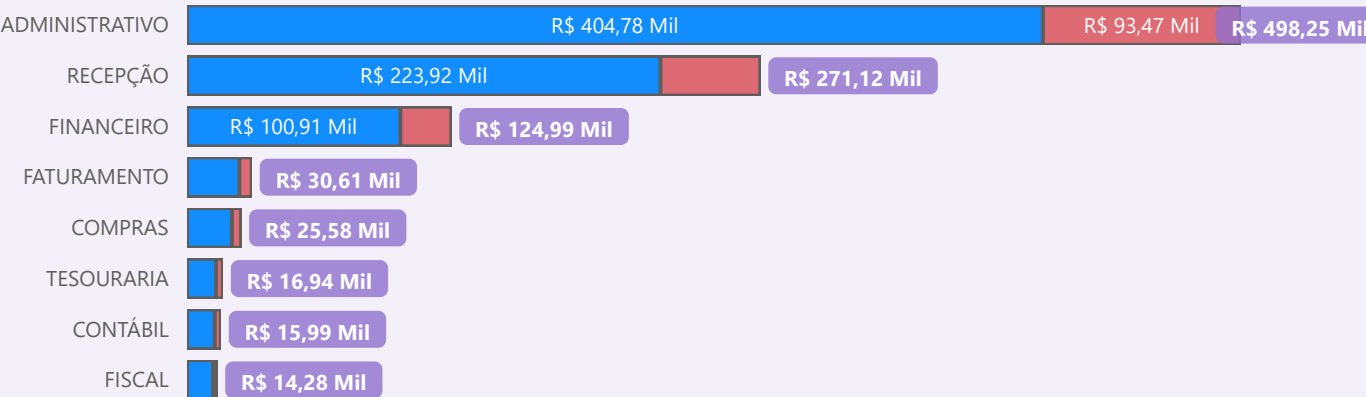 ADMINISTRATIVO R$ 404,78 Mil R$ 93,47 Mil R$ 498,25 Mil
RECEPÇÃO R$ 223,92 Mil R$ 271,12 Mil
FINANCEIRO R$ 100,91 Mil R$ 124,99 Mil
FATURAMENTO R$ 30,61 Mil
COMPRAS R$ 25,58 Mil
TESOURARIA R$ 16,94 Mil
CONTÁBIL R$ 15,99 Mil
FISCAL R$ 14,28 Mil